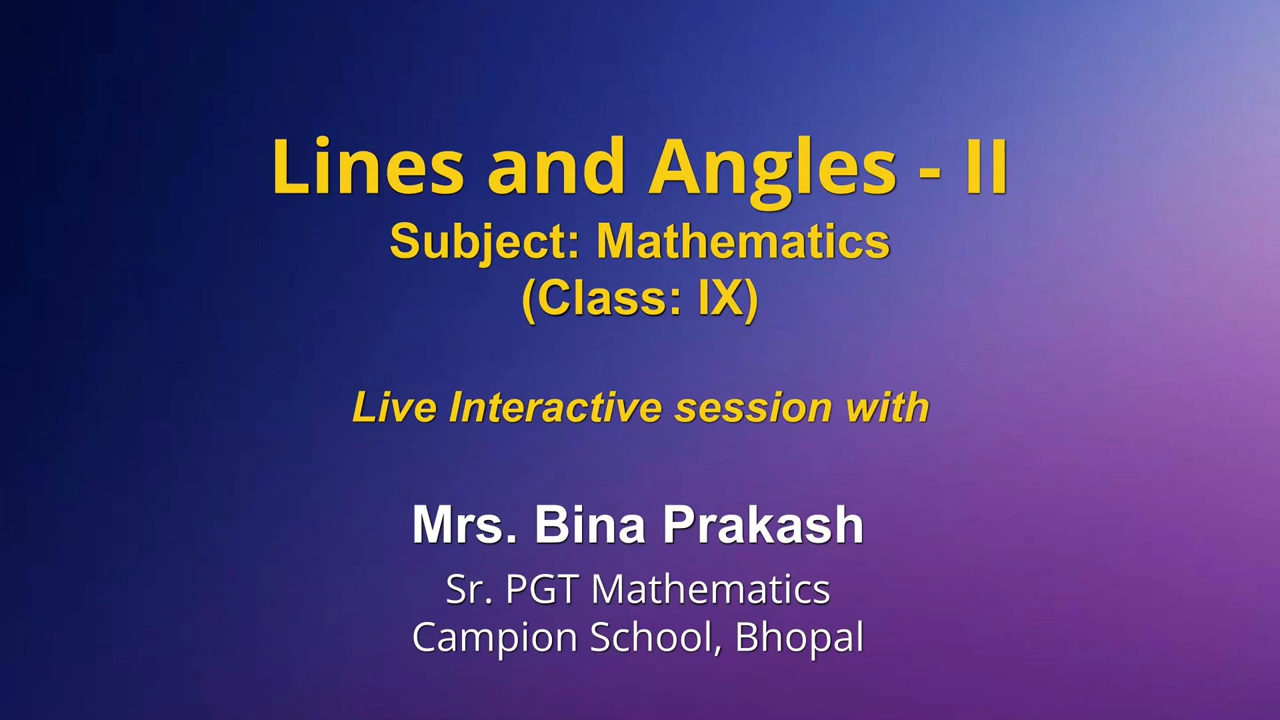 Lines and Angles - II
Subject: Mathematics
(Class: IX)
Live Interactive session with
Mrs. Bina Prakash
Sr. PGT Mathematics
Campion School, Bhopal